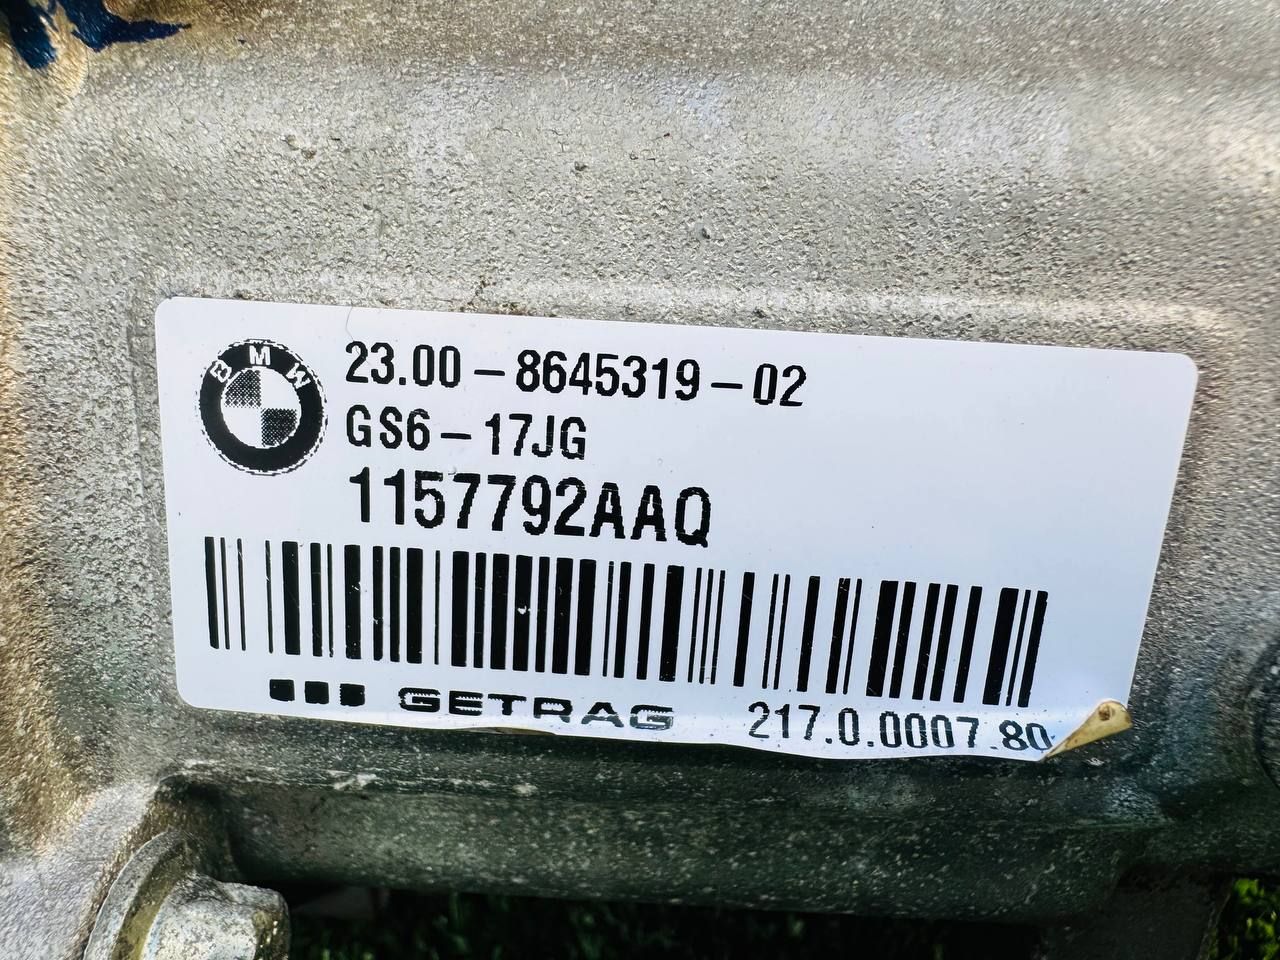 BMW
23.00-8645319-02
GS6-17JG
1157792AAQ
GETRAG 217.0.0007.80